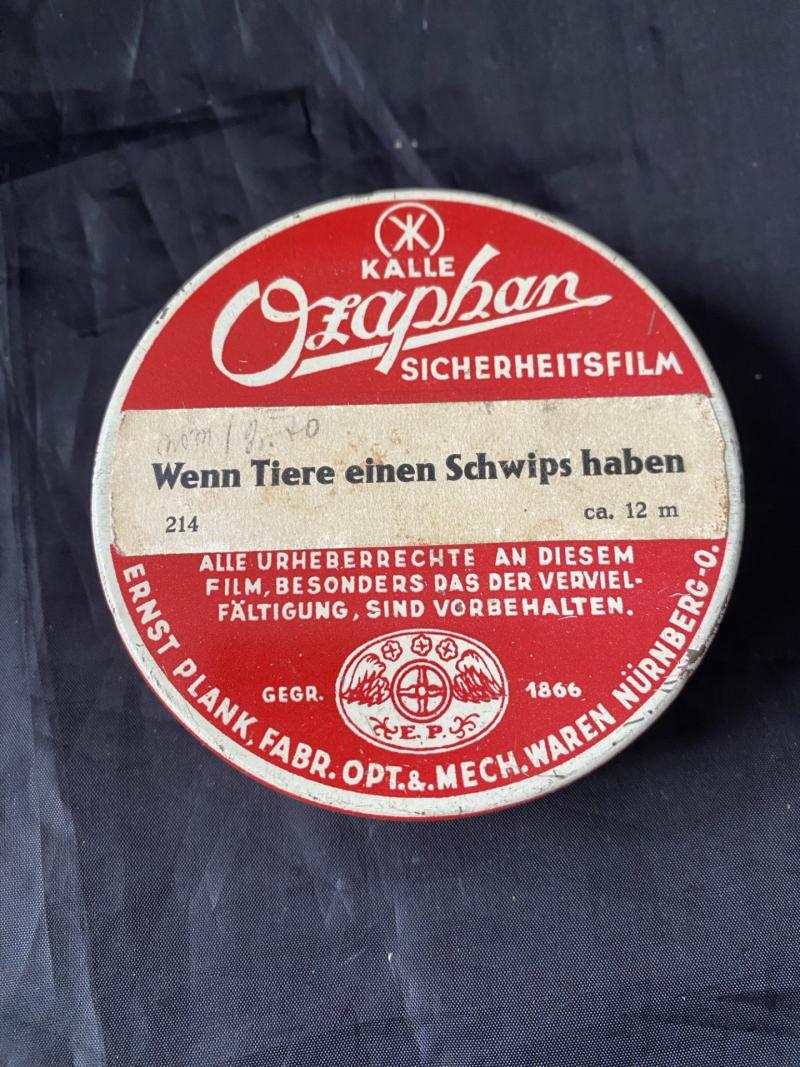 K
KALLE
Ozaphan
SICHERHEITSFILM
Wenn Tiere einen Schwips haben
214
ca. 12 m
ALLE URHEBERRECHTE AN DIESEM
FILM, BESONDERS DAS DER VERVIEL-
FÄLTIGUNG, SIND VORBEHALTEN.
GEGR.
1866
E. P.
ERNST PLANK, FABR. OPT. & MECH. WAREN NÜRNBERG-O.